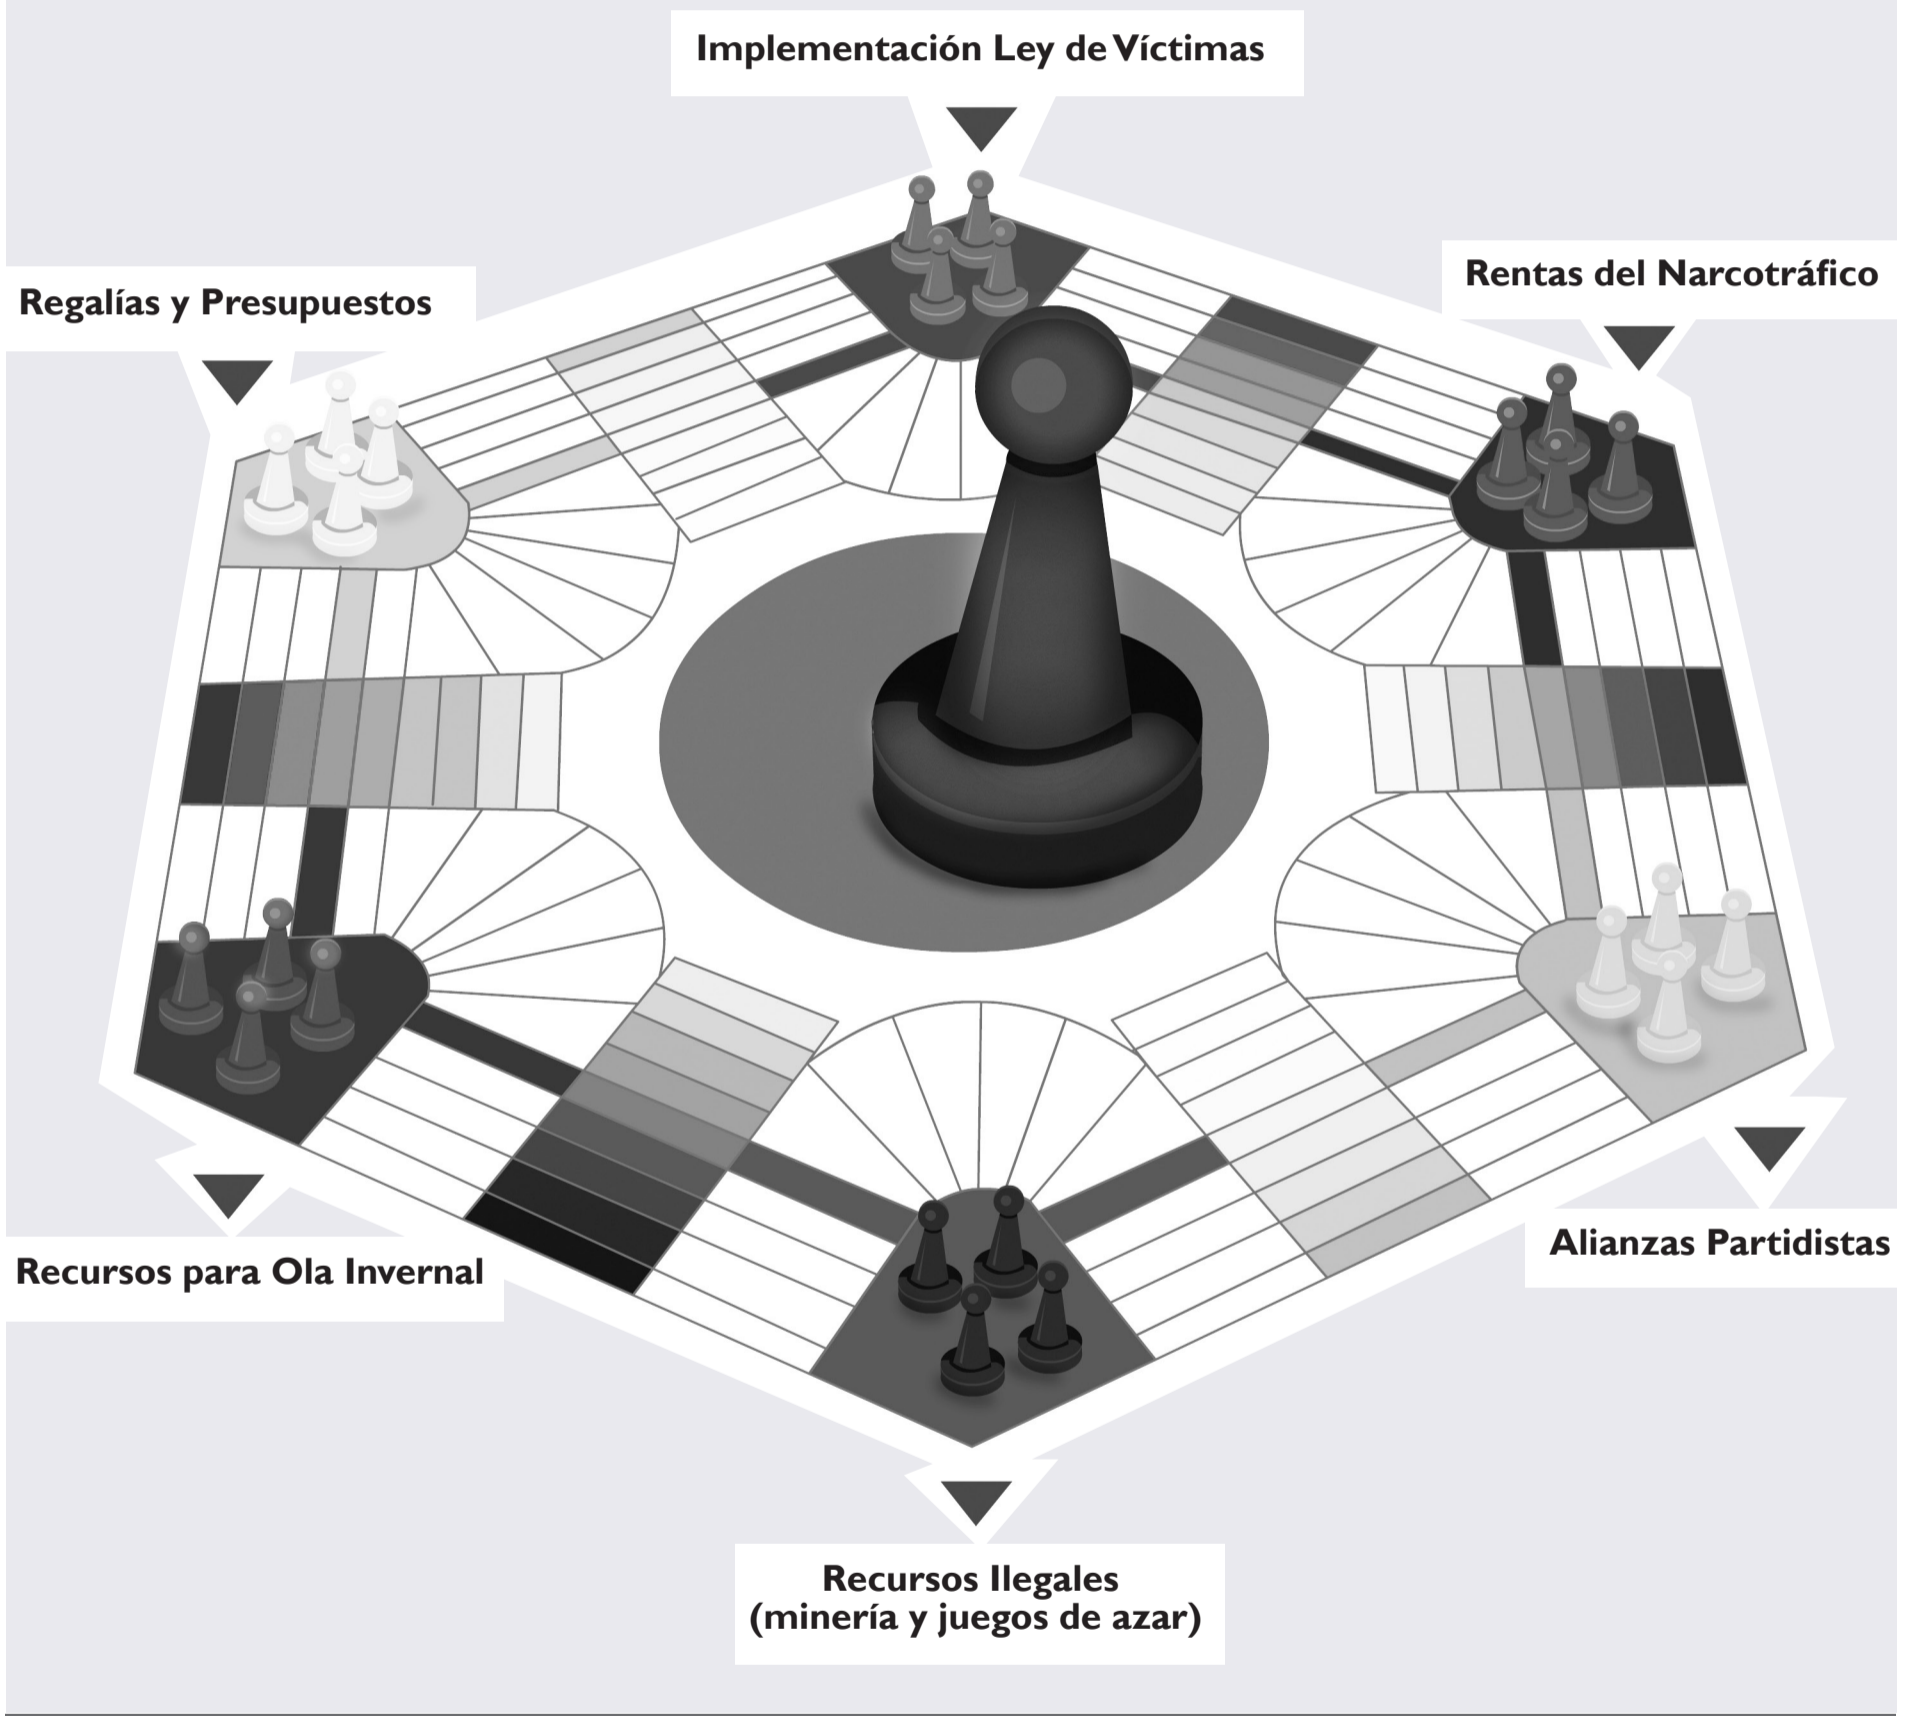 Implementación Ley de Víctimas
Rentas del Narcotráfico
Regalías y Presupuestos
Alianzas Partidistas
Recursos para Ola Invernal
Recursos Ilegales
(minería y juegos de azar)